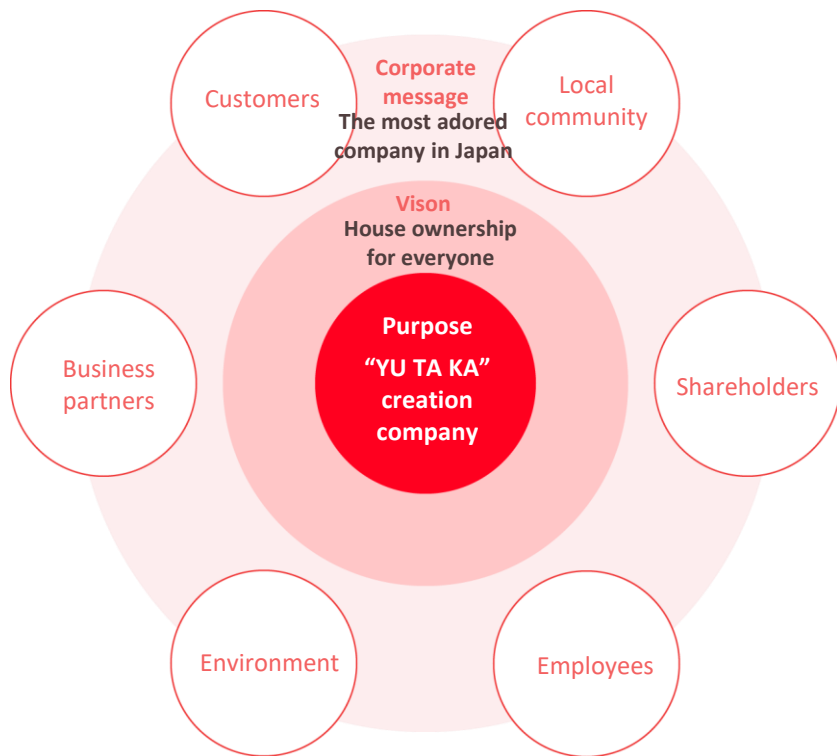 Customers
Corporate
message
The most adored
company in Japan
Local
community
Vison
House ownership
for everyone
Purpose
“YU TA KA”
creation
company
Business
partners
Shareholders
Environment
Employees